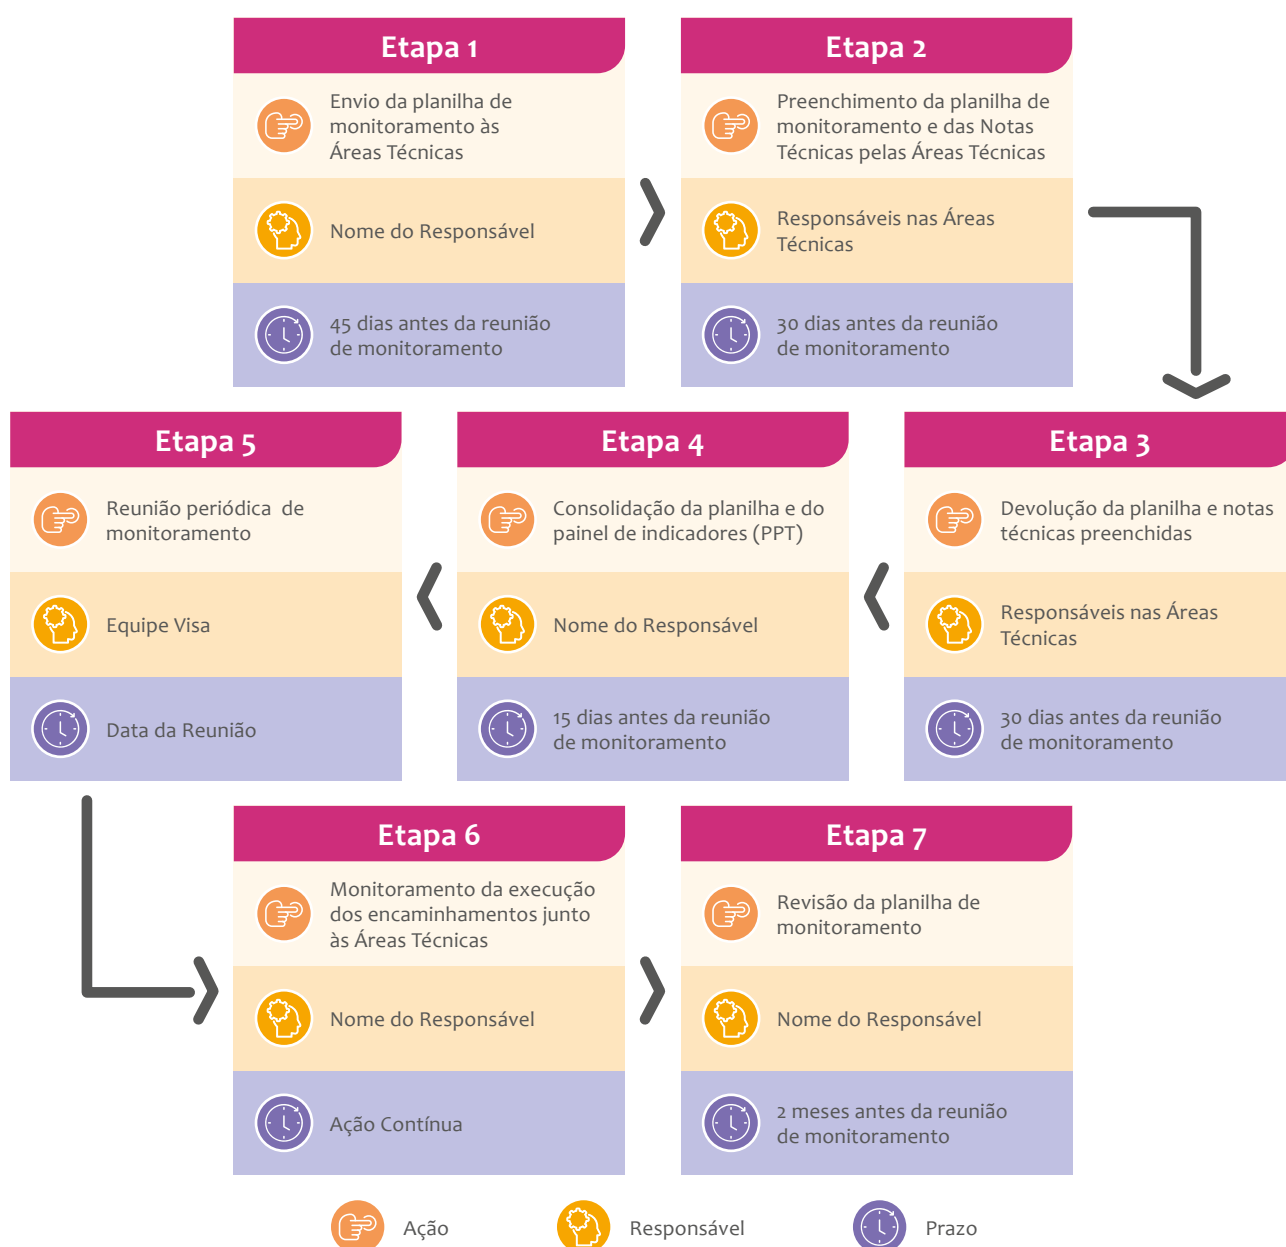 Etapa 1
Envio da planilha de
monitoramento às
Áreas Técnicas
Nome do Responsável
45 dias antes da reunião
de monitoramento
Etapa 2
Preenchimento da planilha de
monitoramento e das Notas
Técnicas pelas Áreas Técnicas
Responsáveis nas Áreas
Técnicas
30 dias antes da reunião
de monitoramento
Etapa 3
Devolução da planilha e notas
técnicas preenchidas
Responsáveis nas Áreas
Técnicas
30 dias antes da reunião
de monitoramento
Etapa 4
Consolidação da planilha e do
painel de indicadores (PPT)
Nome do Responsável
15 dias antes da reunião
de monitoramento
Etapa 5
Reunião periódica de
monitoramento
Equipe Visa
Data da Reunião
Etapa 6
Monitoramento da execução
dos encaminhamentos junto
às Áreas Técnicas
Nome do Responsável
Ação Contínua
Etapa 7
Revisão da planilha de
monitoramento
Nome do Responsável
2 meses antes da reunião
de monitoramento
Ação
Responsável
Prazo